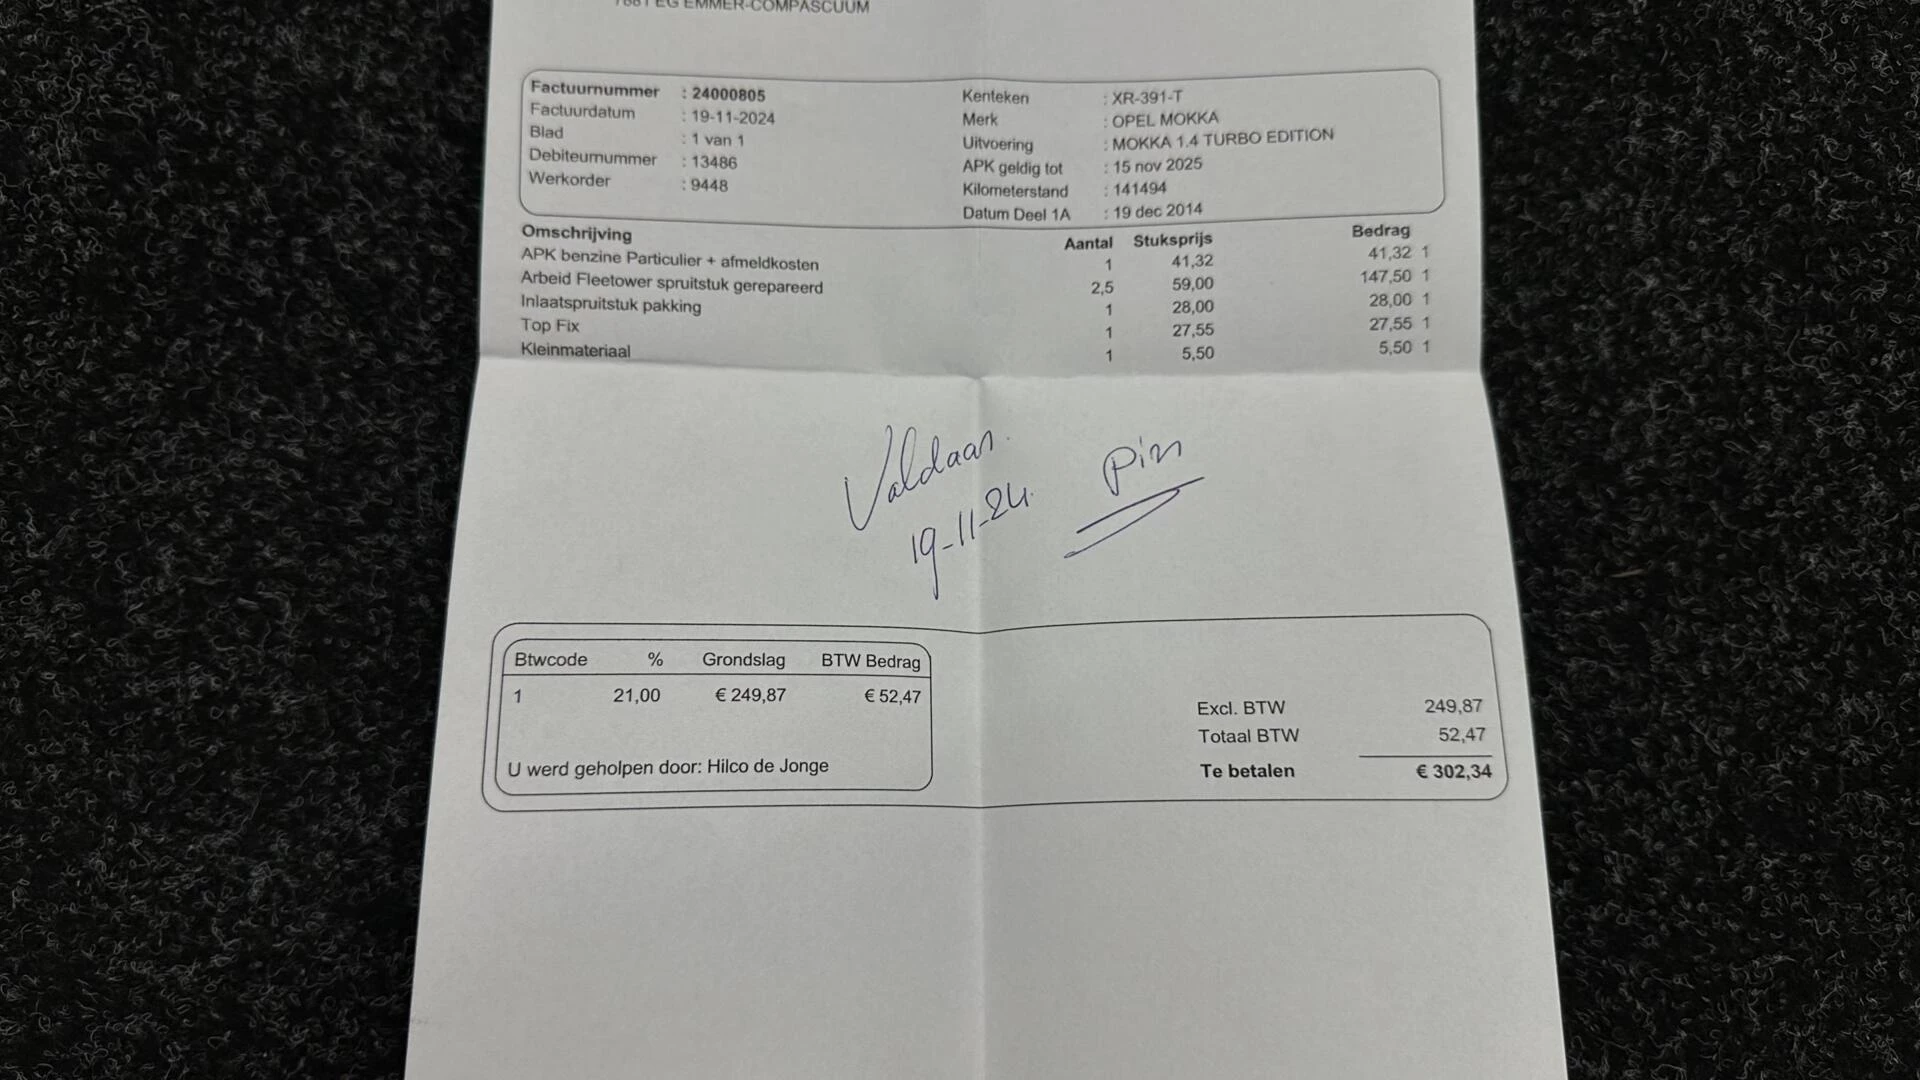 7881 EG EMMER-COMPASCUUM
Factuurnummer : 24000805
Factuurdatum : 19-11-2024
Blad : 1 van 1
Debiteurnummer : 13486
Werkorder : 9448
Kenteken : XR-391-T
Merk : OPEL MOKKA
Uitvoering : MOKKA 1.4 TURBO EDITION
APK geldig tot : 15 nov 2025
Kilometerstand : 141494
Datum Deel 1A : 19 dec 2014
Omschrijving Aantal Stuksprijs Bedrag
APK benzine Particulier + afmeldkosten 1 41,32 41,32 1
Arbeid Fleetower spruitstuk gerepareerd 2,5 59,00 147,50 1
Inlaatspruitstuk pakking 1 28,00 28,00 1
Top Fix 1 27,55 27,55 1
Kleinmateriaal 1 5,50 5,50 1
Valdaan Pin
19-11-24
Btwcode % Grondslag BTW Bedrag
1 21,00 € 249,87 € 52,47
U werd geholpen door: Hilco de Jonge
Excl. BTW 249,87
Totaal BTW 52,47
Te betalen € 302,34